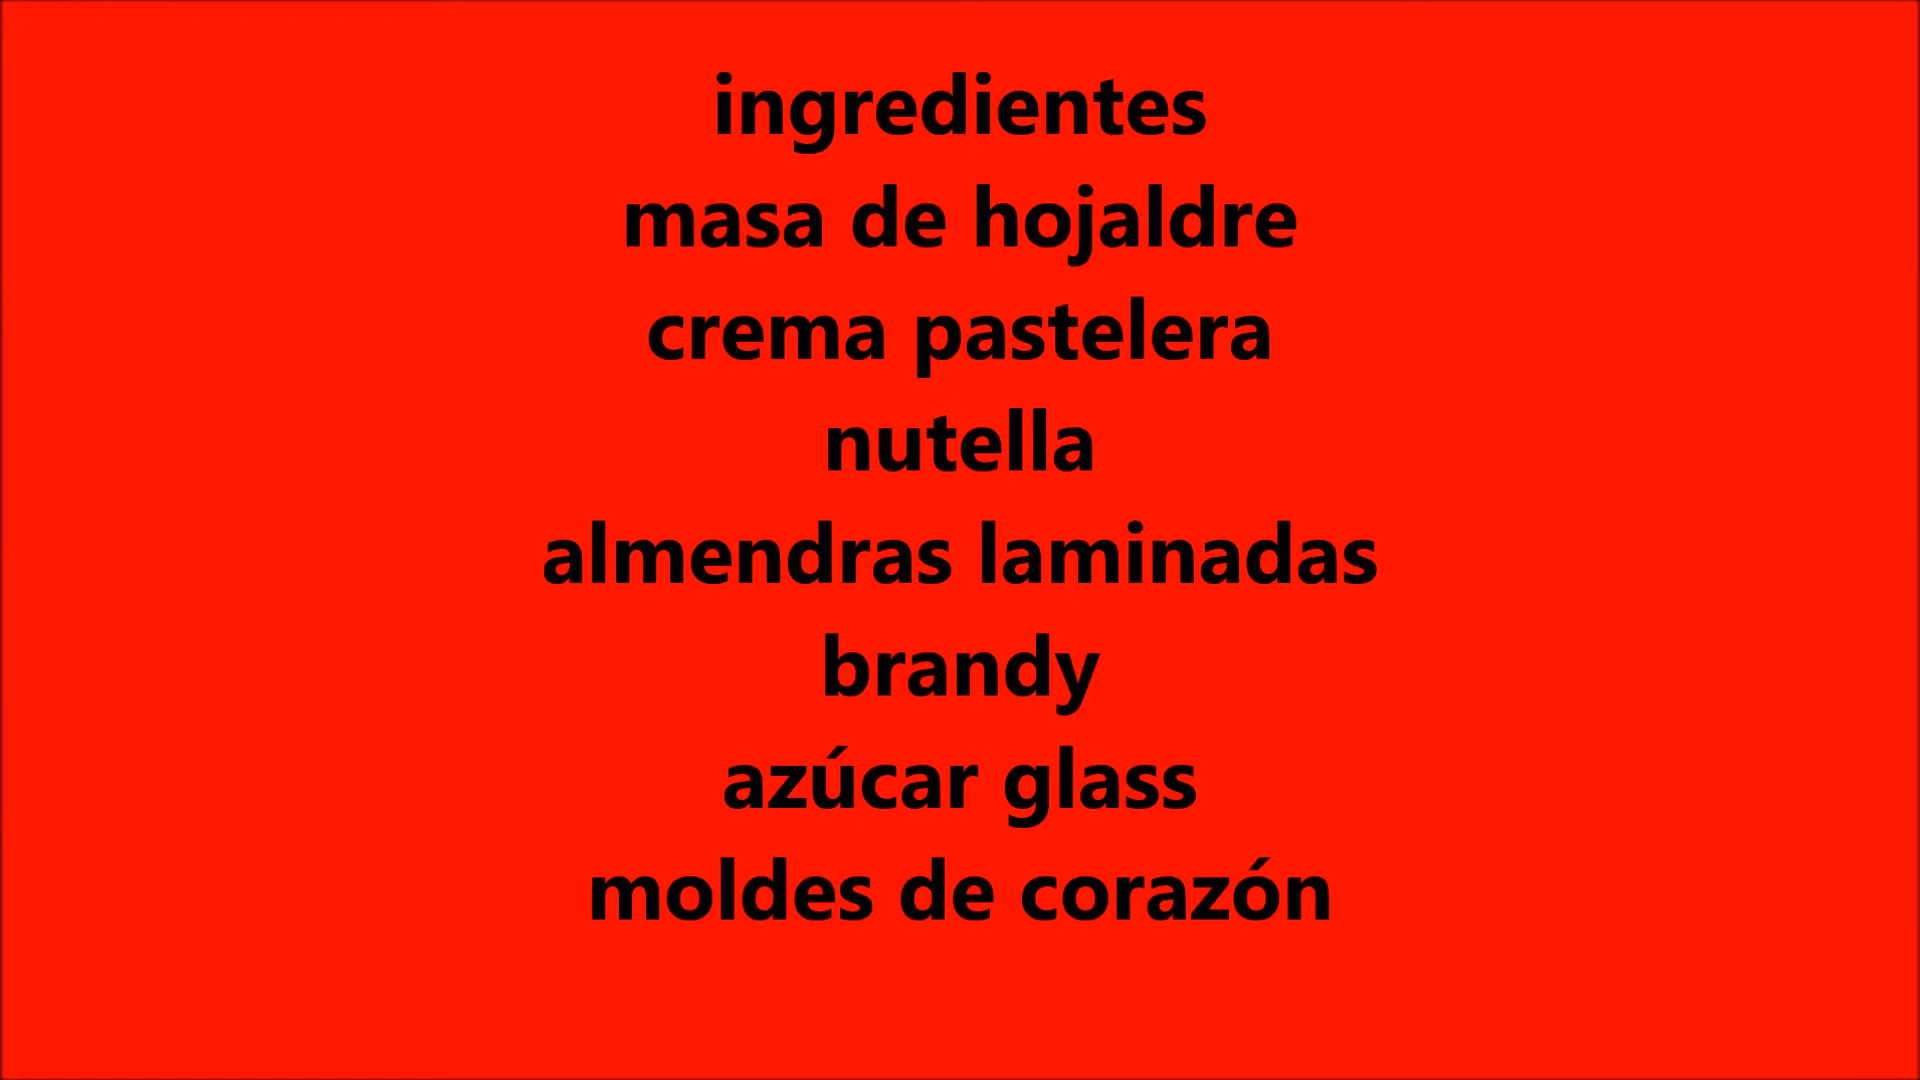 ingredientes
masa de hojaldre
crema pastelera
nutella
almendras laminadas
brandy
azúcar glass
moldes de corazón